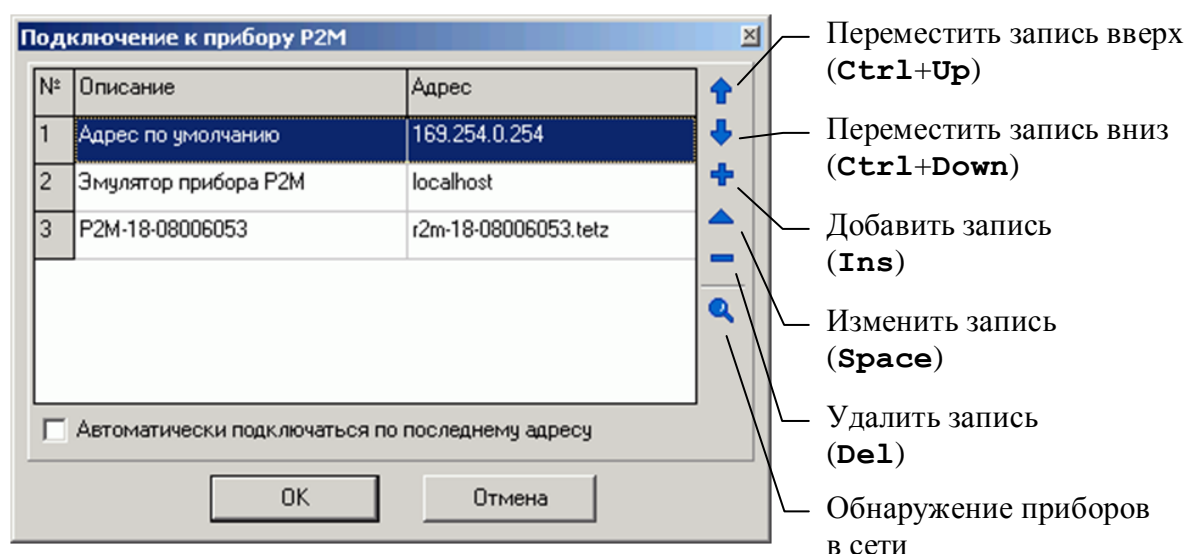 Подключение к прибору Р2М
№ Описание Адрес
1 Адрес по умолчанию 169.254.0.254
2 Эмулятор прибора Р2М localhost
3 Р2М-18-08006053 r2m-18-08006053.tetz
Автоматически подключаться по последнему адресу
OK Отмена
Переместить запись вверх
(Ctrl+Up)
Переместить запись вниз
(Ctrl+Down)
Добавить запись
(Ins)
Изменить запись
(Space)
Удалить запись
(Del)
Обнаружение приборов
в сети